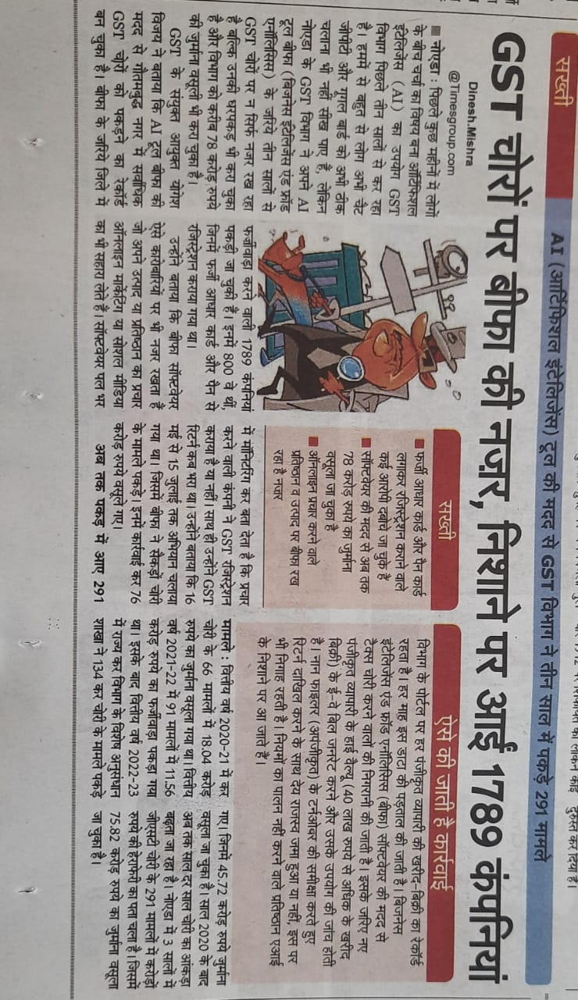 सख्ती
AI (आर्टिफिशल इंटेलिजेंस) टूल की मदद से GST विभाग ने तीन साल में पकड़े 291 मामले
GST चोरों पर बीफा की नज़र, निशाने पर आईं 1789 कंपनियां
Dinesh.Mishra
@Timesgroup.com
■ नोएडा : पिछले कुछ महीनों में लोगों
के बीच चर्चा का विषय बना ऑर्टिफिशल
इंटेलिजेंस (AI) का उपयोग GST
विभाग पिछले तीन सालों से कर रहा
है। हममें से बहुत से लोग अभी चैट
जीपीटी और गूगल बार्ड को अभी ठीक
चलाना भी नहीं सीख पाए हैं, लेकिन
नोएडा के GST विभाग ने अपने AI
टूल बीफा (बिजनेस इंटेलिजेंस एंड फ्रॉड
एनॉलिसिस) के जरिये तीन सालों से
GST चोरों पर न सिर्फ नजर रख रहा
है बल्कि उनकी धरपकड़ भी करा चुका
है और विभाग को करीब 78 करोड़ रुपये
की जुर्माना वसूली भी करा चुका है।
GST के संयुक्त आयुक्त योगेश
विजय ने बताया कि AI टूल बीफा की
मदद से गौतमबुद्ध नगर में सर्वाधिक
GST चोरों को पकड़ने का रेकॉर्ड
बन चुका है। बीफा के जरिये जिले में
फर्जीवाड़ा करने वाली 1789 कंपनियां
पकड़ी जा चुकी हैं। इनमें 800 वे थीं,
जिनमें फर्जी आधार कार्ड और पैन से
रजिस्ट्रेशन कराया गया था।
उन्होंने बताया कि बीफा सॉफ्टवेयर
ऐसे कारोबारियों पर भी नजर रखता है
जो अपने उत्पाद या प्रतिष्ठान का प्रचार
ऑनलाइन मार्केटिंग या सोशल मीडिया
का भी सहारा लेते हैं। सॉफ्टवेयर पल भर
सख्ती
■ फर्जी आधार कार्ड और पैन कार्ड
लगाकर रजिस्ट्रेशन कराने वाले
कई आरोपी दबोचे जा चुके हैं
■ सॉफ्टवेयर की मदद से अब तक
78 करोड़ रुपये का जुर्माना
वसूला जा चुका है
■ ऑनलाइन प्रचार करने वाले
प्रतिष्ठान व उत्पाद पर बीफा रख
रहा है नजर
में मॉनिटरिंग कर बता देता है कि प्रचार
करने वाली कंपनी ने GST रजिस्ट्रेशन
कराया है या नहीं। साथ ही उन्होंने GST
रिटर्न कब भरा था। उन्होंने बताया कि 16
मई से 15 जुलाई तक अभियान चलाया
गया था। जिसमें बीफा ने सैकड़ों चोरी
के मामले पकड़े। इनमें कार्रवाई कर 76
करोड़ रुपये वसूले गए।
अब तक पकड़ में आए 291
ऐसे की जाती है कार्रवाई
विभाग के पोर्टल पर हर पंजीकृत व्यापारी की खरीद-बिक्री का रेकॉर्ड
रहता है। हर माह इस डाटा की पड़ताल की जाती है। बिजनेस
इंटेलिजेंस एंड फ्रॉड एनॉलिसिस (बीफा) सॉफ्टवेयर की मदद से
टैक्स चोरी करने वालों की निगरानी की जाती है। इसके जरिए नए
पंजीकृत व्यापारी के हाई वैल्यू (40 लाख रुपये से अधिक के खरीद
बिक्री) के ई-वे बिल जनरेट करने और उसके उपयोग की जांच होती
है। नान फाइलर (अपंजीकृत) के टर्नओबर की समीक्षा करते हुए
रिटर्न दाखिल करने के साथ देय राजस्व जमा हुआ या नहीं, इस पर
भी निगाह रहती है। नियमों का पालन नहीं करने वाले प्रतिष्ठान एआई
के निशाने पर आ जाते हैं।
मामले : वित्तीय वर्ष 2020-21 में कर
चोरी के 66 मामलों में 18.04 करोड़
रुपये का जुर्माना वसूला गया था। वित्तीय
वर्ष 2021-22 में 91 मामलों में 11.56
करोड़ रुपये का फर्जीवाड़ा पकड़ा गया
था। इसके बाद वित्तीय वर्ष 2022-23
में राज्य कर विभाग के विशेष अनुसंधान
शाखा ने 134 कर चोरी के मामले पकड़े
गए। जिनमें 45.72 करोड़ रुपये जुर्माना
वसूला जा चुका है। साल 2020 के बाद
अब तक साल दर साल चोरी का आंकड़ा
बढ़ता जा रहा है। नोएडा में 3 सालों में
जीएसटी चोरी के 291 मामलों में करोड़ों
रुपये की हेराफेरी का पता चला है। जिसमें
75.82 करोड़ रुपये का जुर्माना वसूला
जा चुका है।